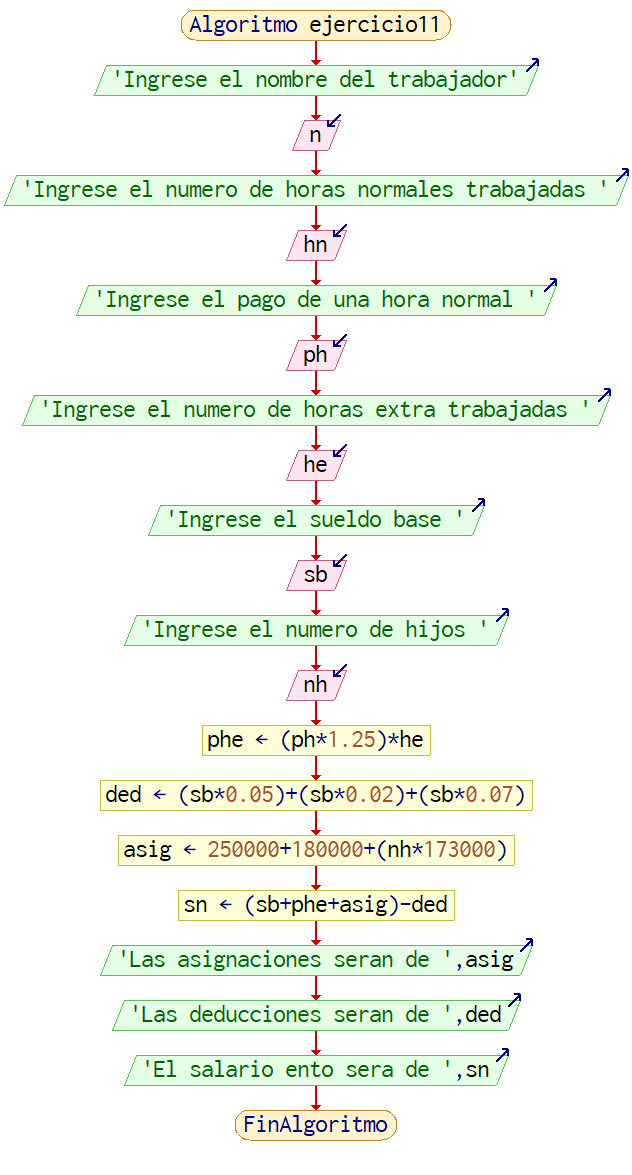 Algoritmo ejercicio11
'Ingrese el nombre del trabajador'
n
'Ingrese el numero de horas normales trabajadas '
hn
'Ingrese el pago de una hora normal '
ph
'Ingrese el numero de horas extra trabajadas '
he
'Ingrese el sueldo base '
sb
'Ingrese el numero de hijos '
nh
phe ← (ph*1.25)*he
ded ← (sb*0.05)+(sb*0.02)+(sb*0.07)
asig ← 250000+180000+(nh*173000)
sn ← (sb+phe+asig)-ded
'Las asignaciones seran de ',asig
'Las deducciones seran de ',ded
'El salario ento sera de ',sn
FinAlgoritmo